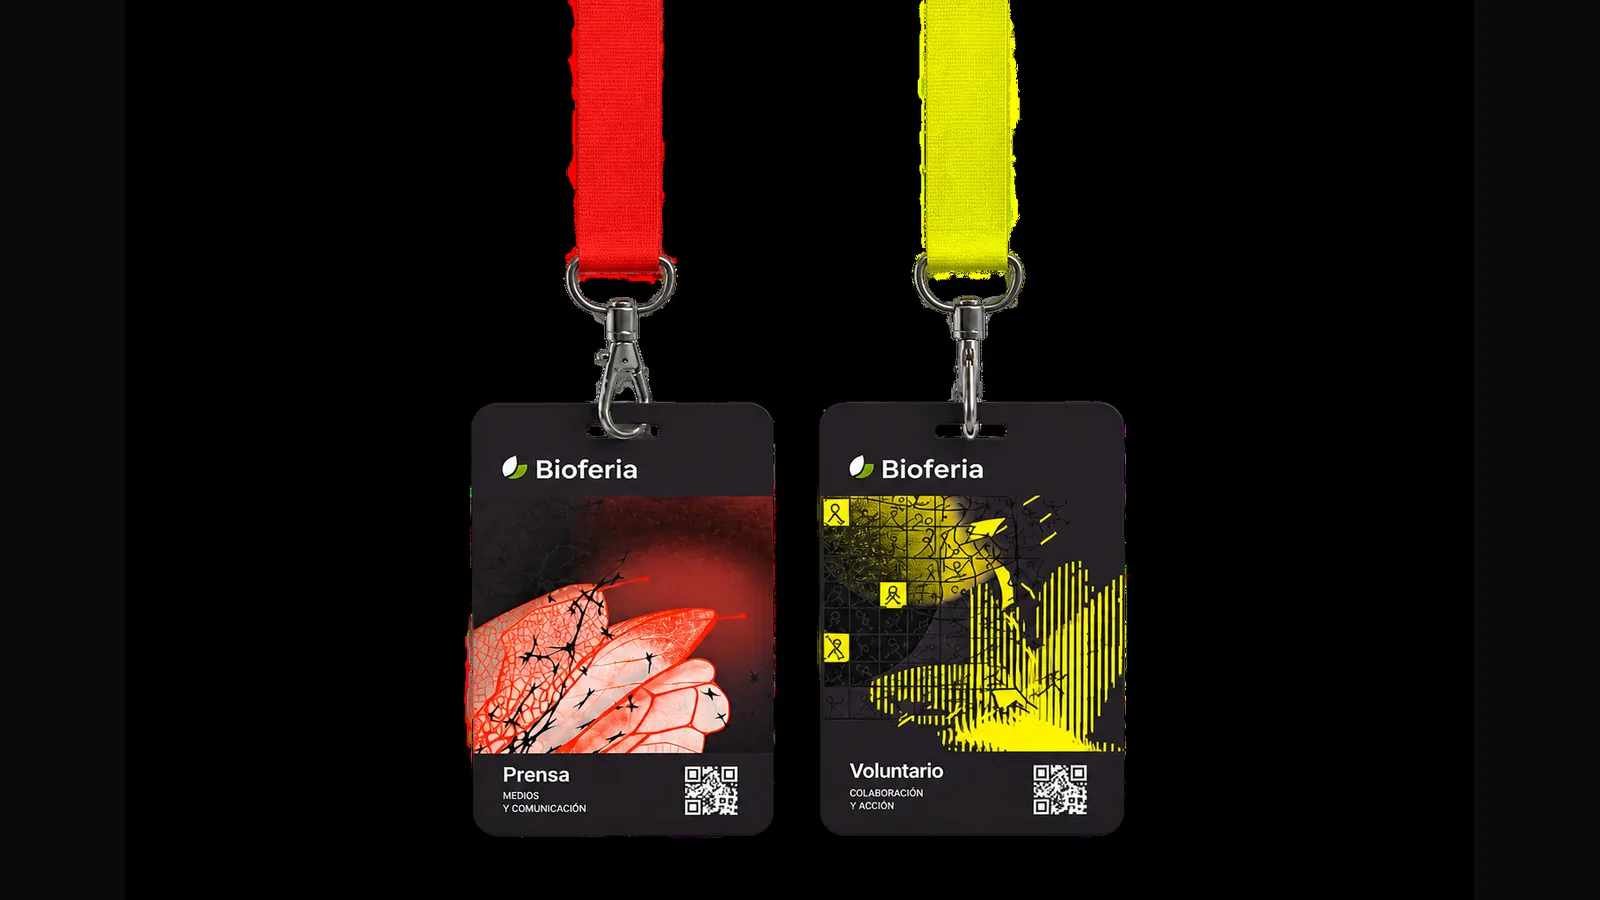 Bioferia
Prensa
MEDIOS
Y COMUNICACIÓN
Bioferia
Voluntario
COLABORACIÓN
Y ACCIÓN